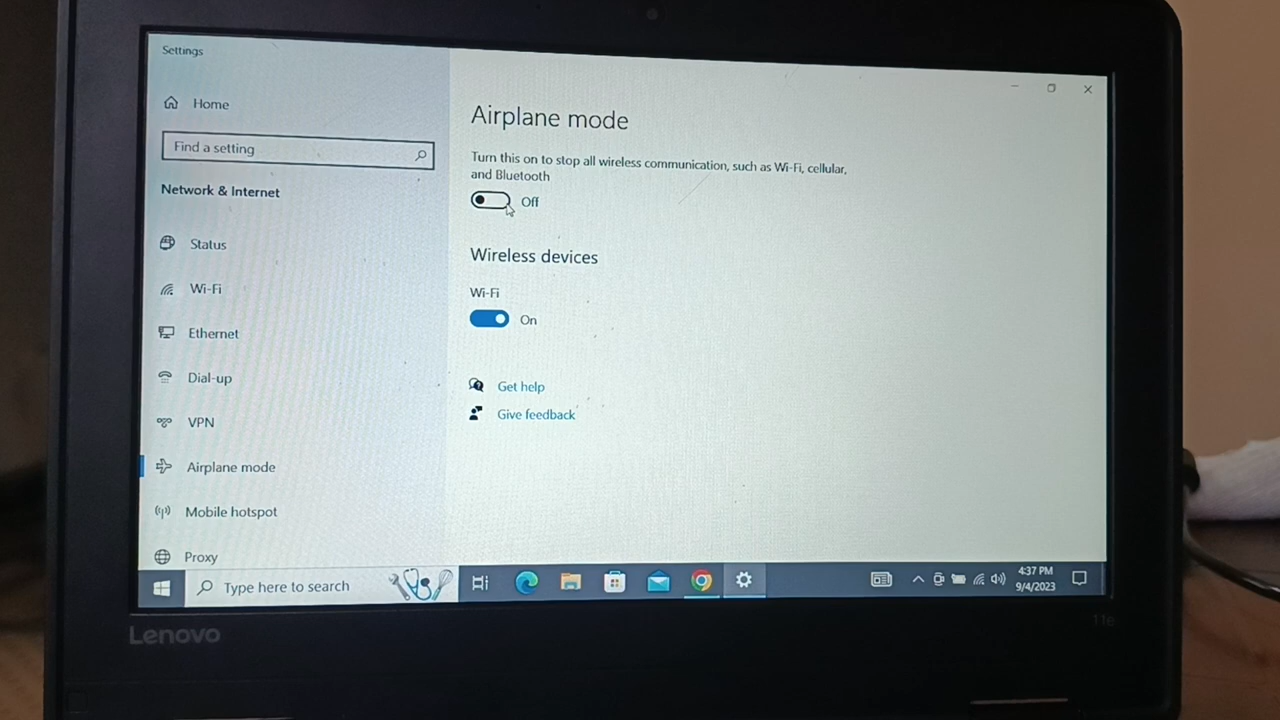 Settings
Home
Find a setting
Network & Internet
Status
Wi-Fi
Ethernet
Dial-up
VPN
Airplane mode
Mobile hotspot
Proxy
Airplane mode
Turn this on to stop all wireless communication, such as Wi-Fi, cellular,
and Bluetooth
Off
Wireless devices
Wi-Fi
On
Get help
Give feedback
Type here to search
4:37 PM
9/4/2023
Lenovo
11e